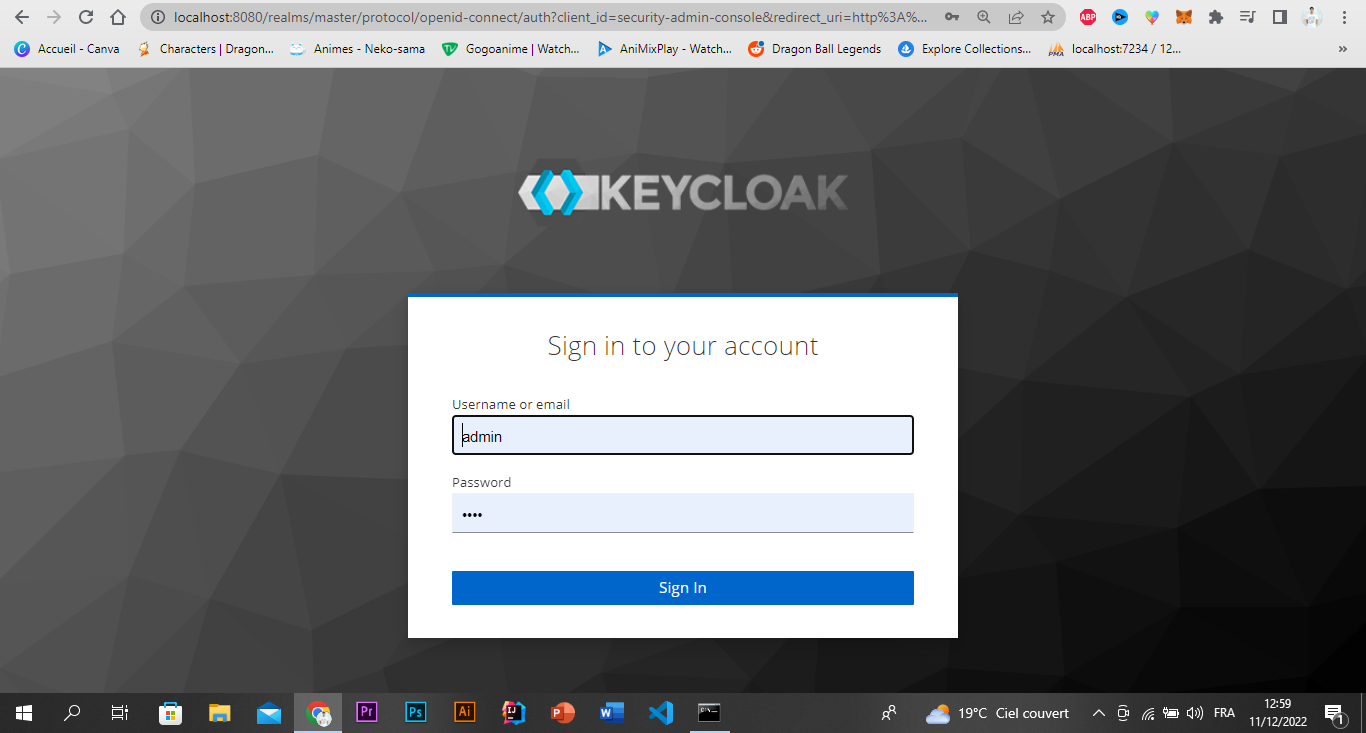 localhost:8080/realms/master/protocol/openid-connect/auth?client_id=security-admin-console&redirect_uri=http%3A%...
ABP
Accueil - Canva
Characters | Dragon...
Animes - Neko-sama
Gogoanime | Watch...
AniMixPlay - Watch...
Dragon Ball Legends
Explore Collections...
PMA
localhost:7234 / 12...
»
KEYCLOAK
Sign in to your account
Username or email
admin
Password
••••
Sign In
Pr
Ps
Ai
IJ
P
W
19°C Ciel couvert
FRA
12:59
11/12/2022
1